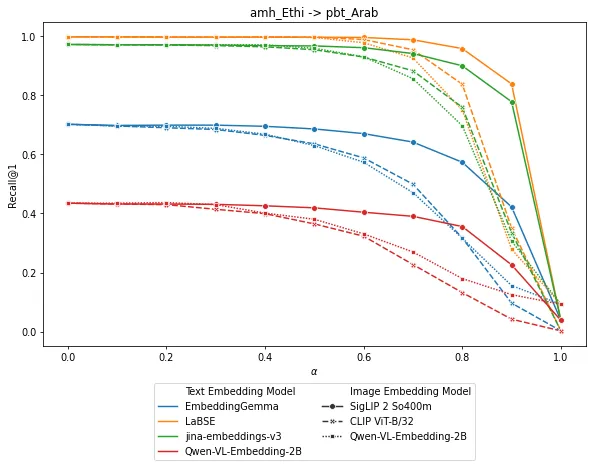 amh_Ethi -> pbt_Arab
Recall@1
1.0
0.8
0.6
0.4
0.2
0.0
0.0 0.2 0.4 0.6 0.8 1.0
α
Text Embedding Model
EmbeddingGemma
LaBSE
jina-embeddings-v3
Qwen-VL-Embedding-2B
Image Embedding Model
SigLIP 2 So400m
CLIP ViT-B/32
Qwen-VL-Embedding-2B